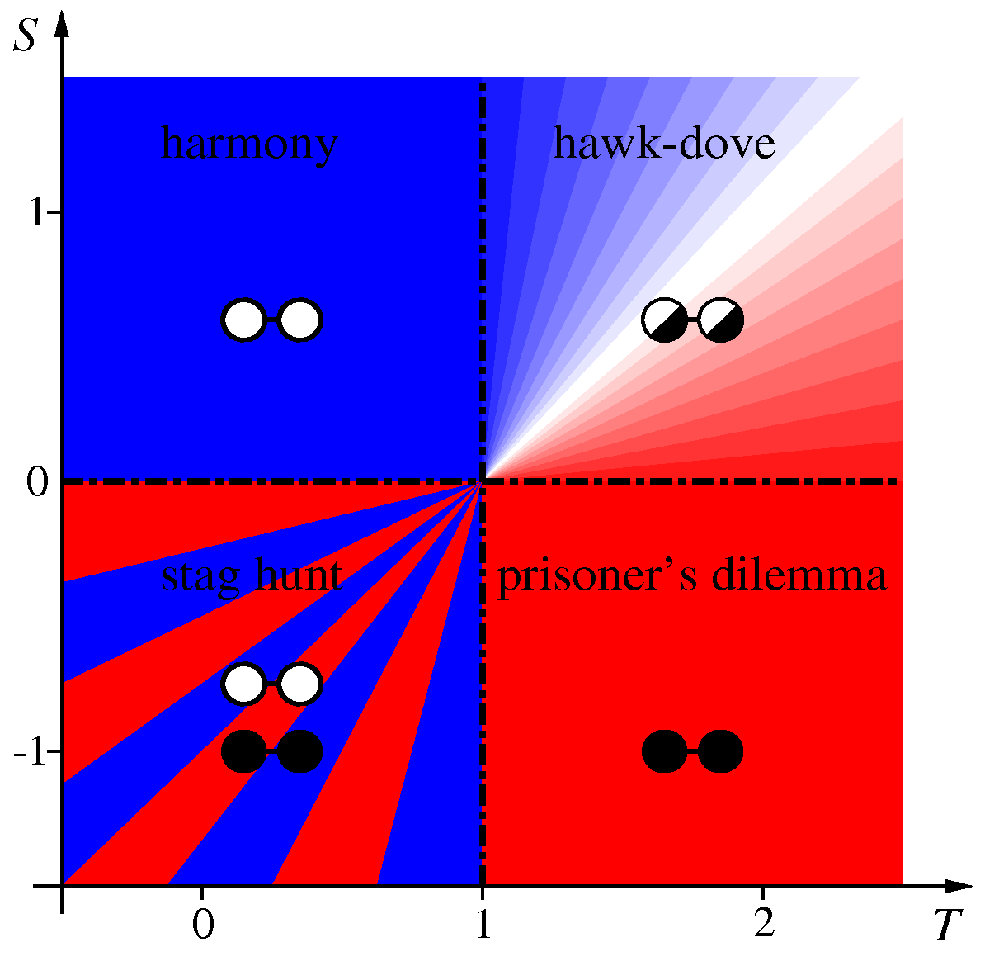 S
harmony hawk-dove
1
0
stag hunt prisoner’s dilemma
-1
0 1 2 T